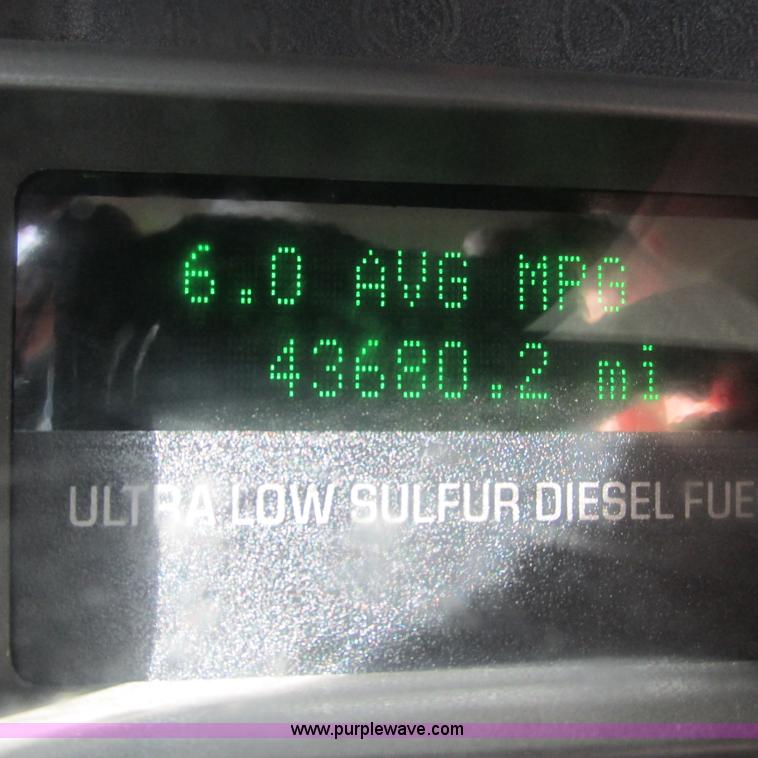 6.0 AVG MPG
43680.2 mi
ULTRA LOW SULFUR DIESEL FUE
www.purplewave.com